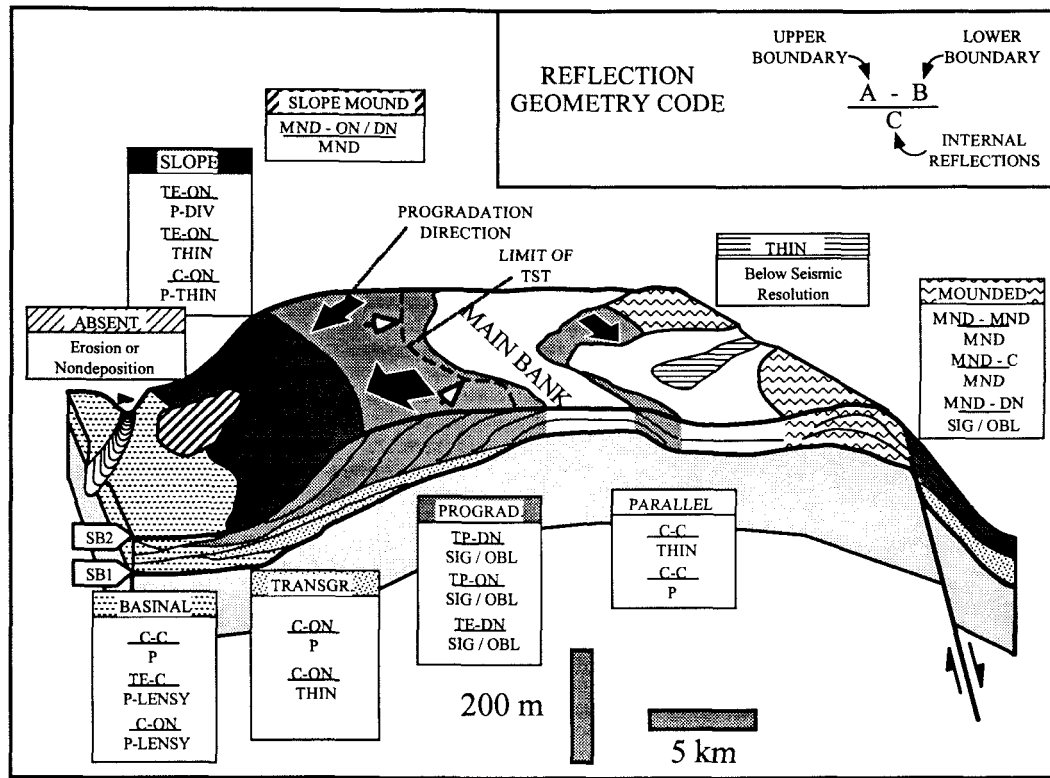 REFLECTION
GEOMETRY CODE
UPPER
BOUNDARY
LOWER
BOUNDARY
A - B
C
INTERNAL
REFLECTIONS
SLOPE MOUND
MND - ON / DN
MND
SLOPE
TE-ON
P-DIV
TE-ON
THIN
C-ON
P-THIN
PROGRADATION
DIRECTION
LIMIT OF
TST
THIN
Below Seismic
Resolution
ABSENT
Erosion or
Nondeposition
MAIN BANK
MOUNDED
MND - MND
MND
MND - C
MND
MND - DN
SIG / OBL
SB2
SB1
BASINAL
C-C
P
TE-C
P-LENSY
C-ON
P-LENSY
TRANSGR.
C-ON
P
C-ON
THIN
PROGRAD
TP-DN
SIG / OBL
TP-ON
SIG / OBL
TE-DN
SIG / OBL
PARALLEL
C-C
THIN
C-C
P
200 m
5 km